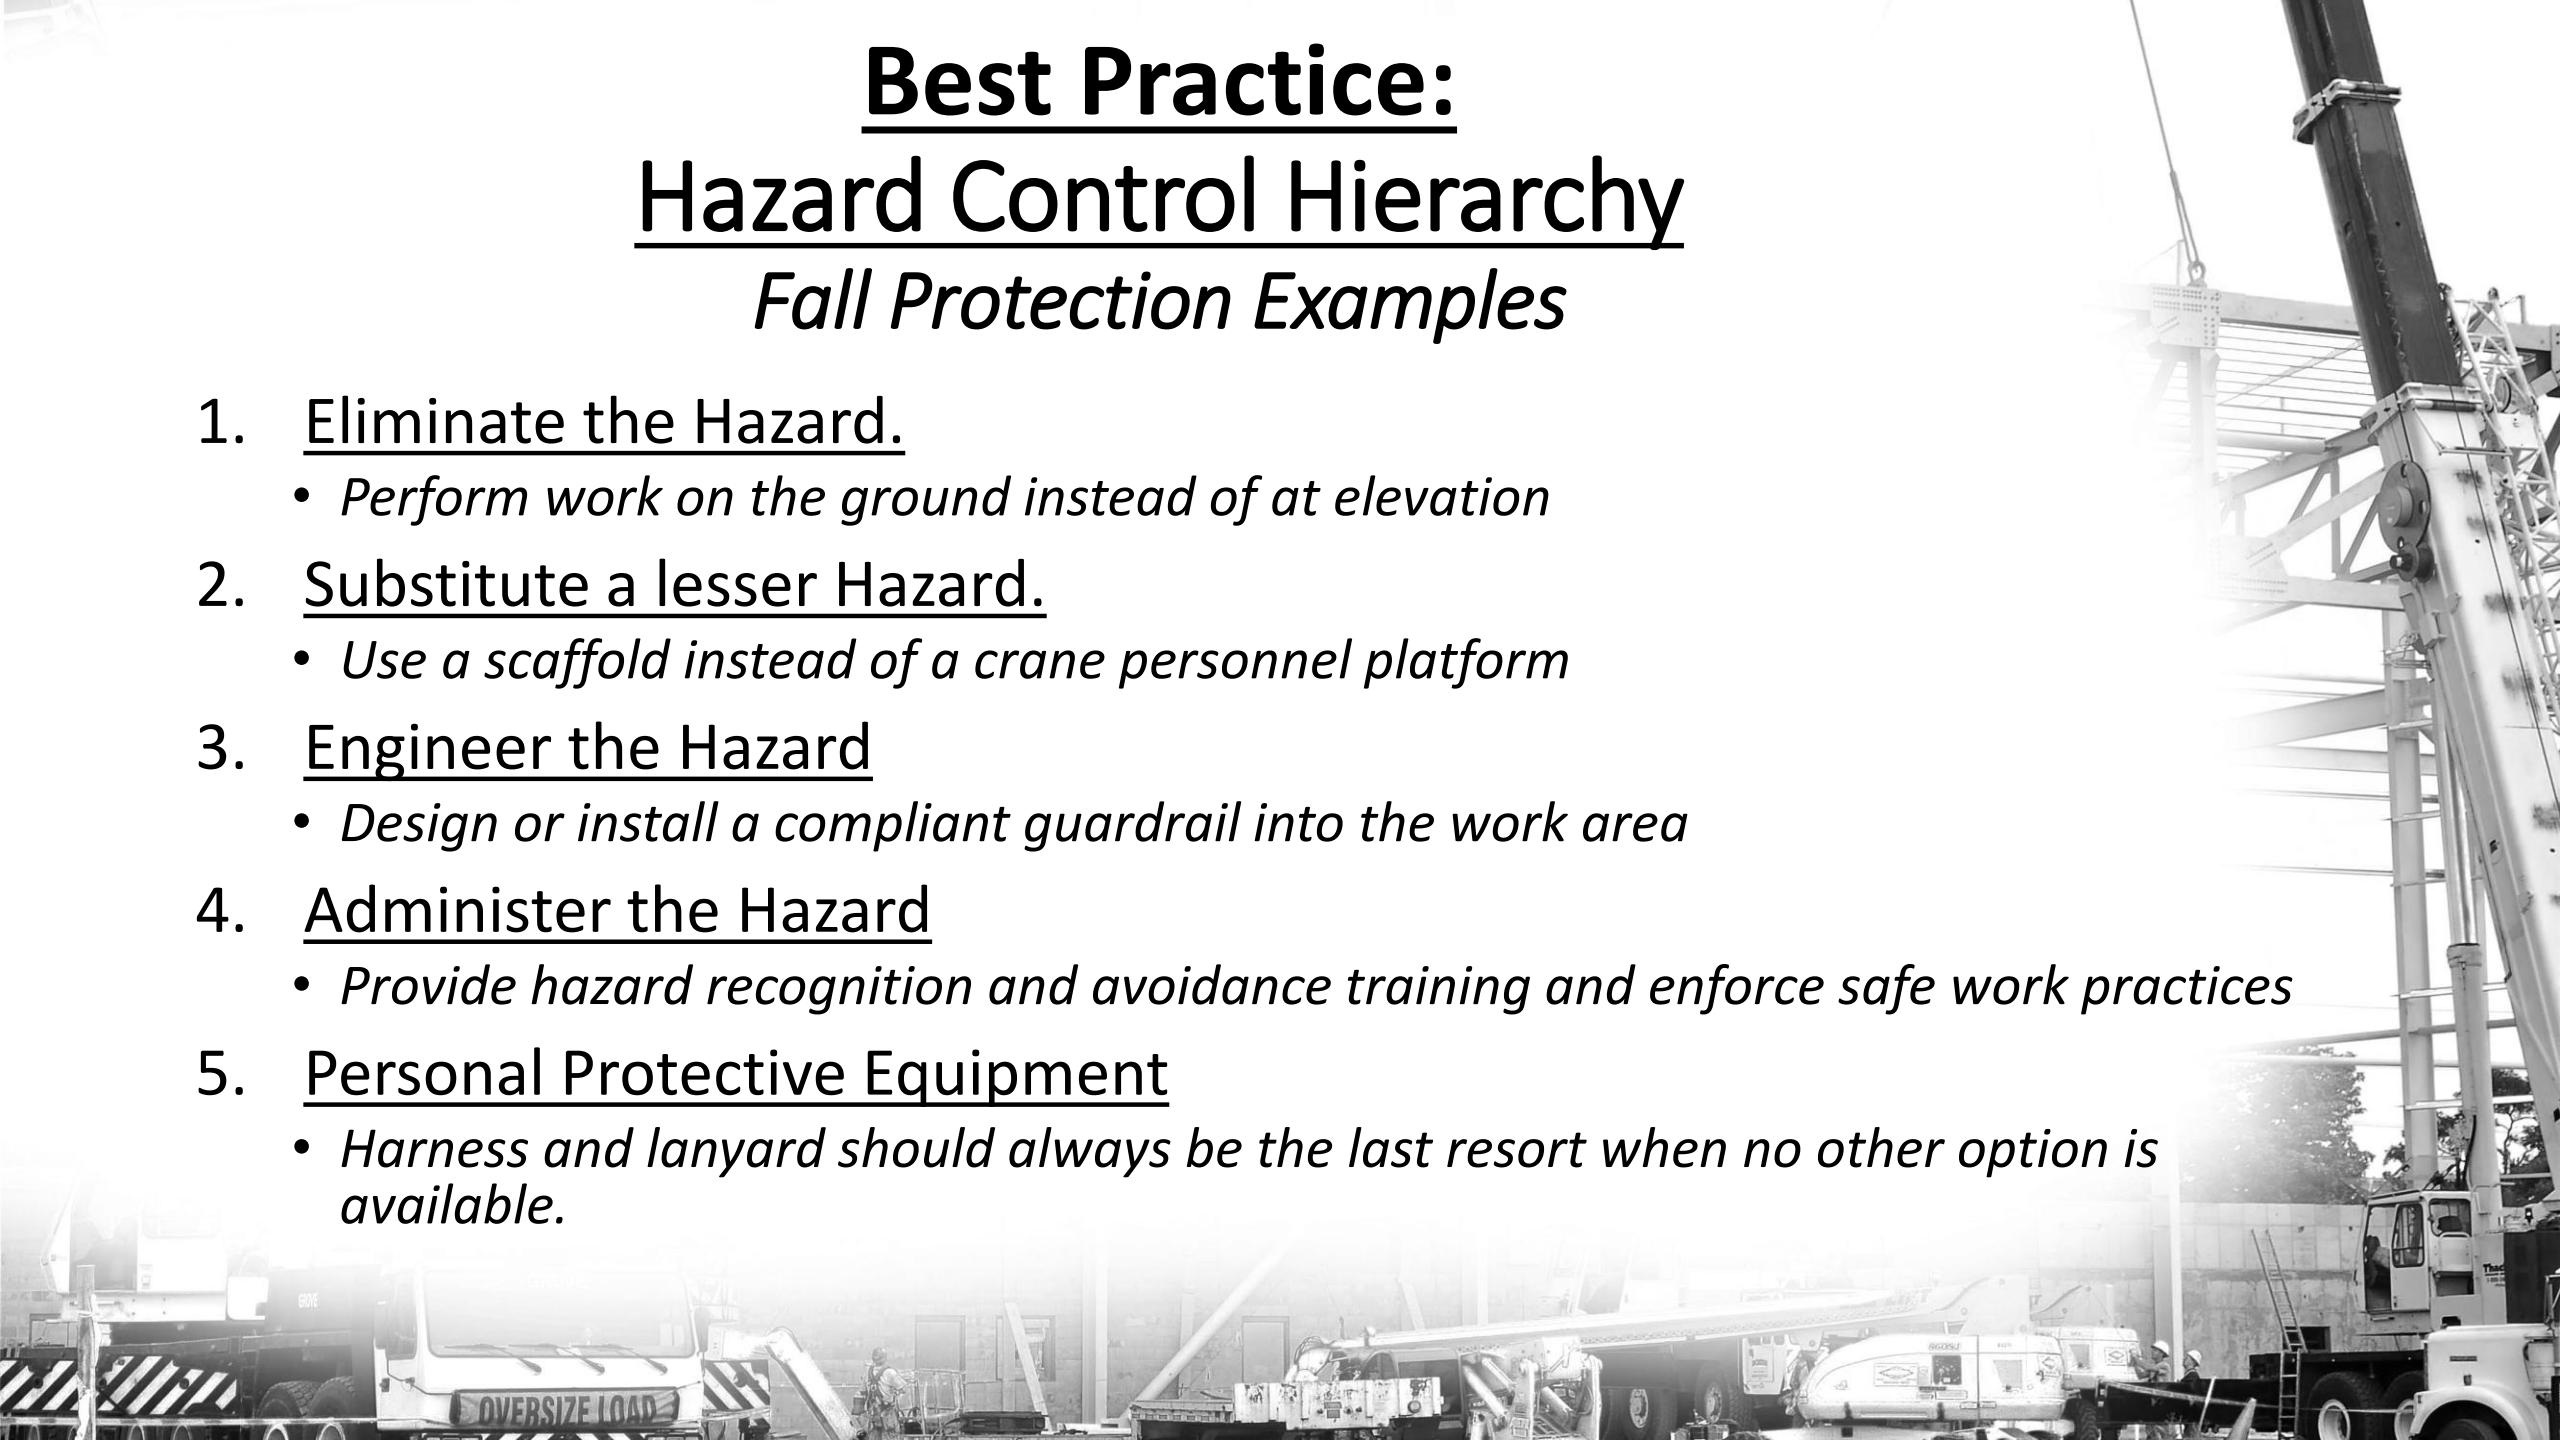 Best Practice:
Hazard Control Hierarchy
Fall Protection Examples
1. Eliminate the Hazard.
• Perform work on the ground instead of at elevation
2. Substitute a lesser Hazard.
• Use a scaffold instead of a crane personnel platform
3. Engineer the Hazard
• Design or install a compliant guardrail into the work area
4. Administer the Hazard
• Provide hazard recognition and avoidance training and enforce safe work practices
5. Personal Protective Equipment
• Harness and lanyard should always be the last resort when no other option is
available.
GROVE
OVERSIZE LOAD